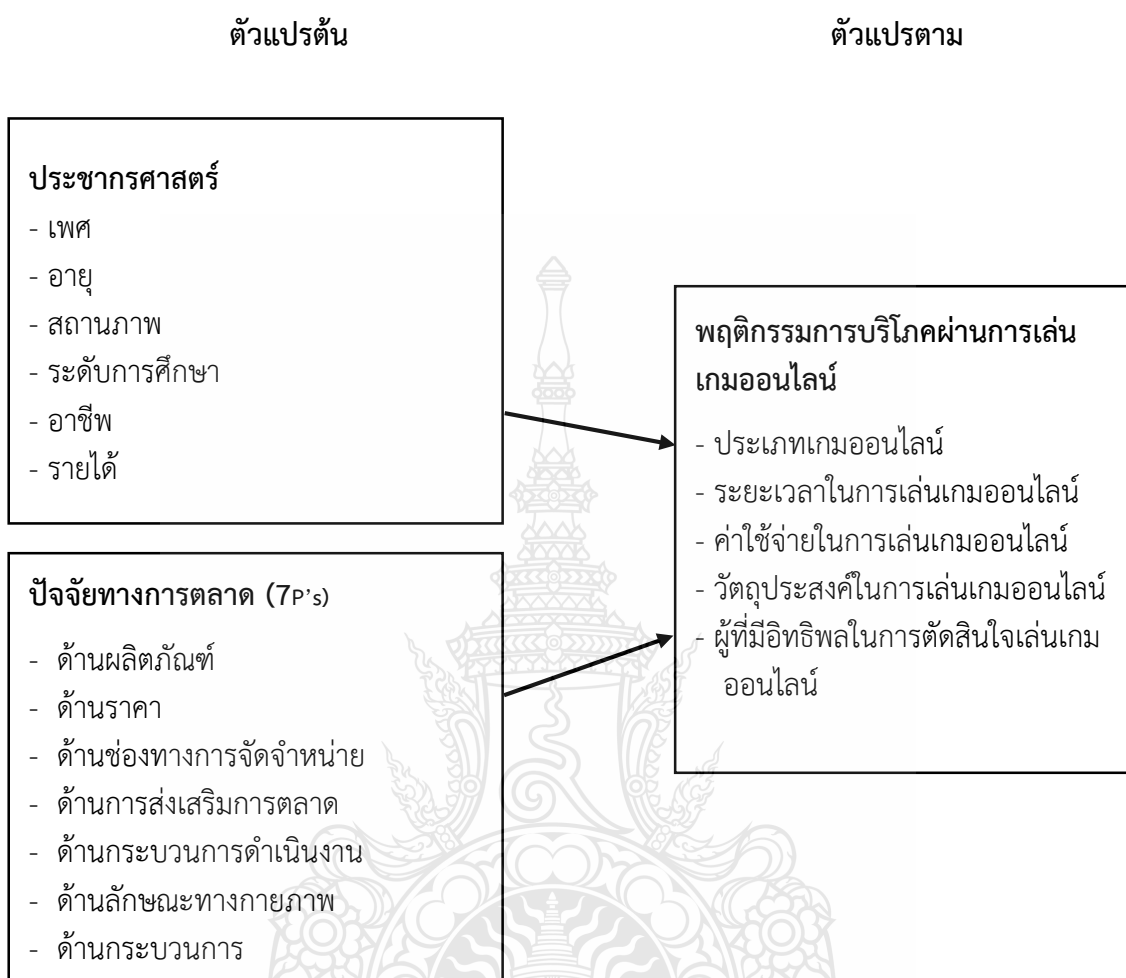 ตัวแปรต้น
ตัวแปรตาม
ประชากรศาสตร์
- เพศ
- อายุ
- สถานภาพ
- ระดับการศึกษา
- อาชีพ
- รายได้
ปัจจัยทางการตลาด (7P's)
- ด้านผลิตภัณฑ์
- ด้านราคา
- ด้านช่องทางการจัดจำหน่าย
- ด้านการส่งเสริมการตลาด
- ด้านกระบวนการดำเนินงาน
- ด้านลักษณะทางกายภาพ
- ด้านกระบวนการ
พฤติกรรมการบริโภคผ่านการเล่น
เกมออนไลน์
- ประเภทเกมออนไลน์
- ระยะเวลาในการเล่นเกมออนไลน์
- ค่าใช้จ่ายในการเล่นเกมออนไลน์
- วัตถุประสงค์ในการเล่นเกมออนไลน์
- ผู้ที่มีอิทธิพลในการตัดสินใจเล่นเกม
ออนไลน์